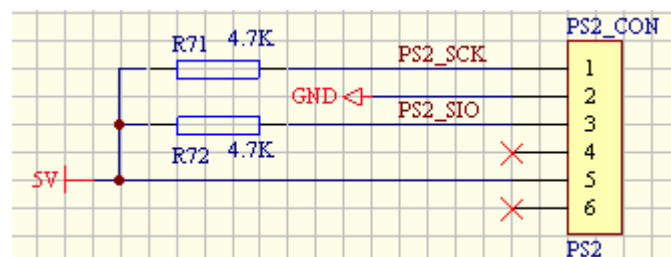 PS2_CON
R71 4.7K
PS2_SCK
1
GND
2
PS2_SIO
3
R72 4.7K
4
5V
5
6
PS2